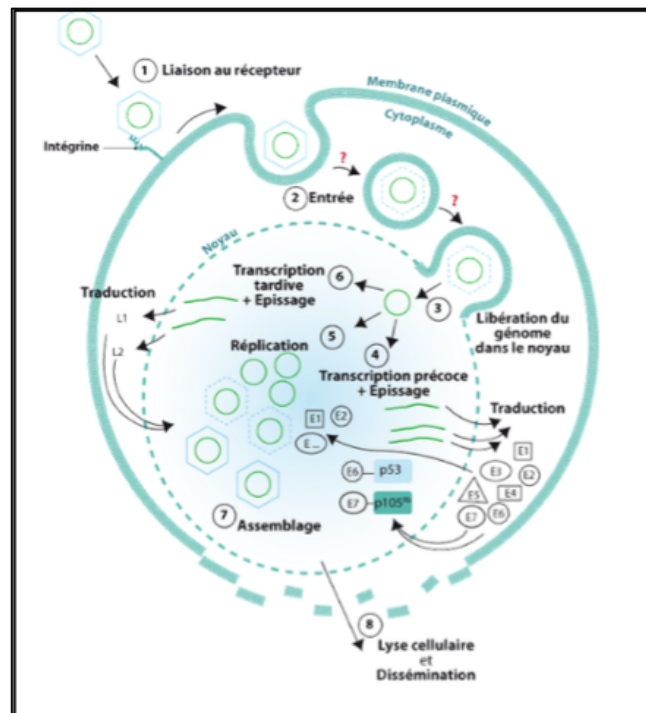 1 Liaison au récepteur
Membrane plasmique
Cytoplasme
Intégrine
?
2 Entrée
?
Noyau
6
Transcription
tardive
+ Epissage
Traduction
L1
L2
3
Libération du
génome
dans le noyau
5
Réplication
4
Transcription précoce
+ Epissage
Traduction
E1
E2
E...
E1
E3
E2
E5
E4
E7
E6
E6
p53
E7
p105ᴿᵇ
7 Assemblage
8
Lyse cellulaire
et
Dissémination